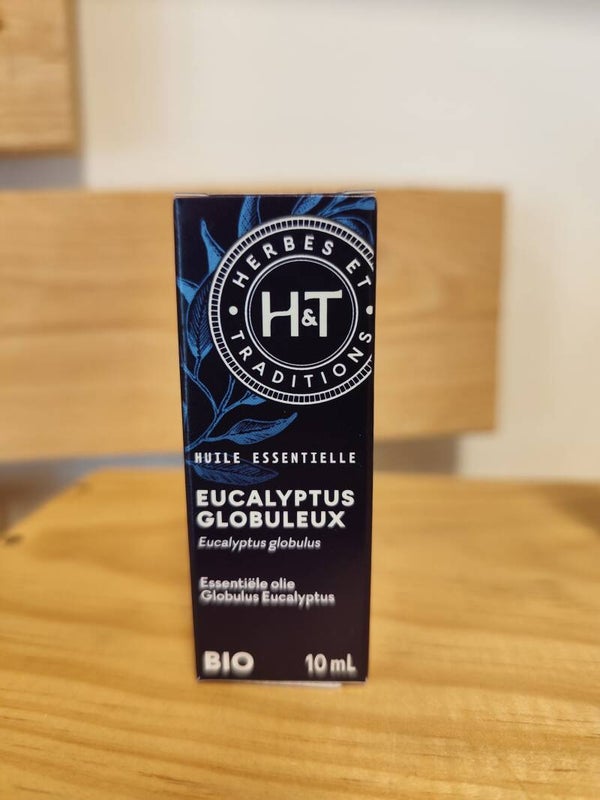 HERBES ET
H&T
TRADITIONS
HUILE ESSENTIELLE
EUCALYPTUS
GLOBULEUX
Eucalyptus globulus
Essentiële olie
Globulus Eucalyptus
BIO 10 mL